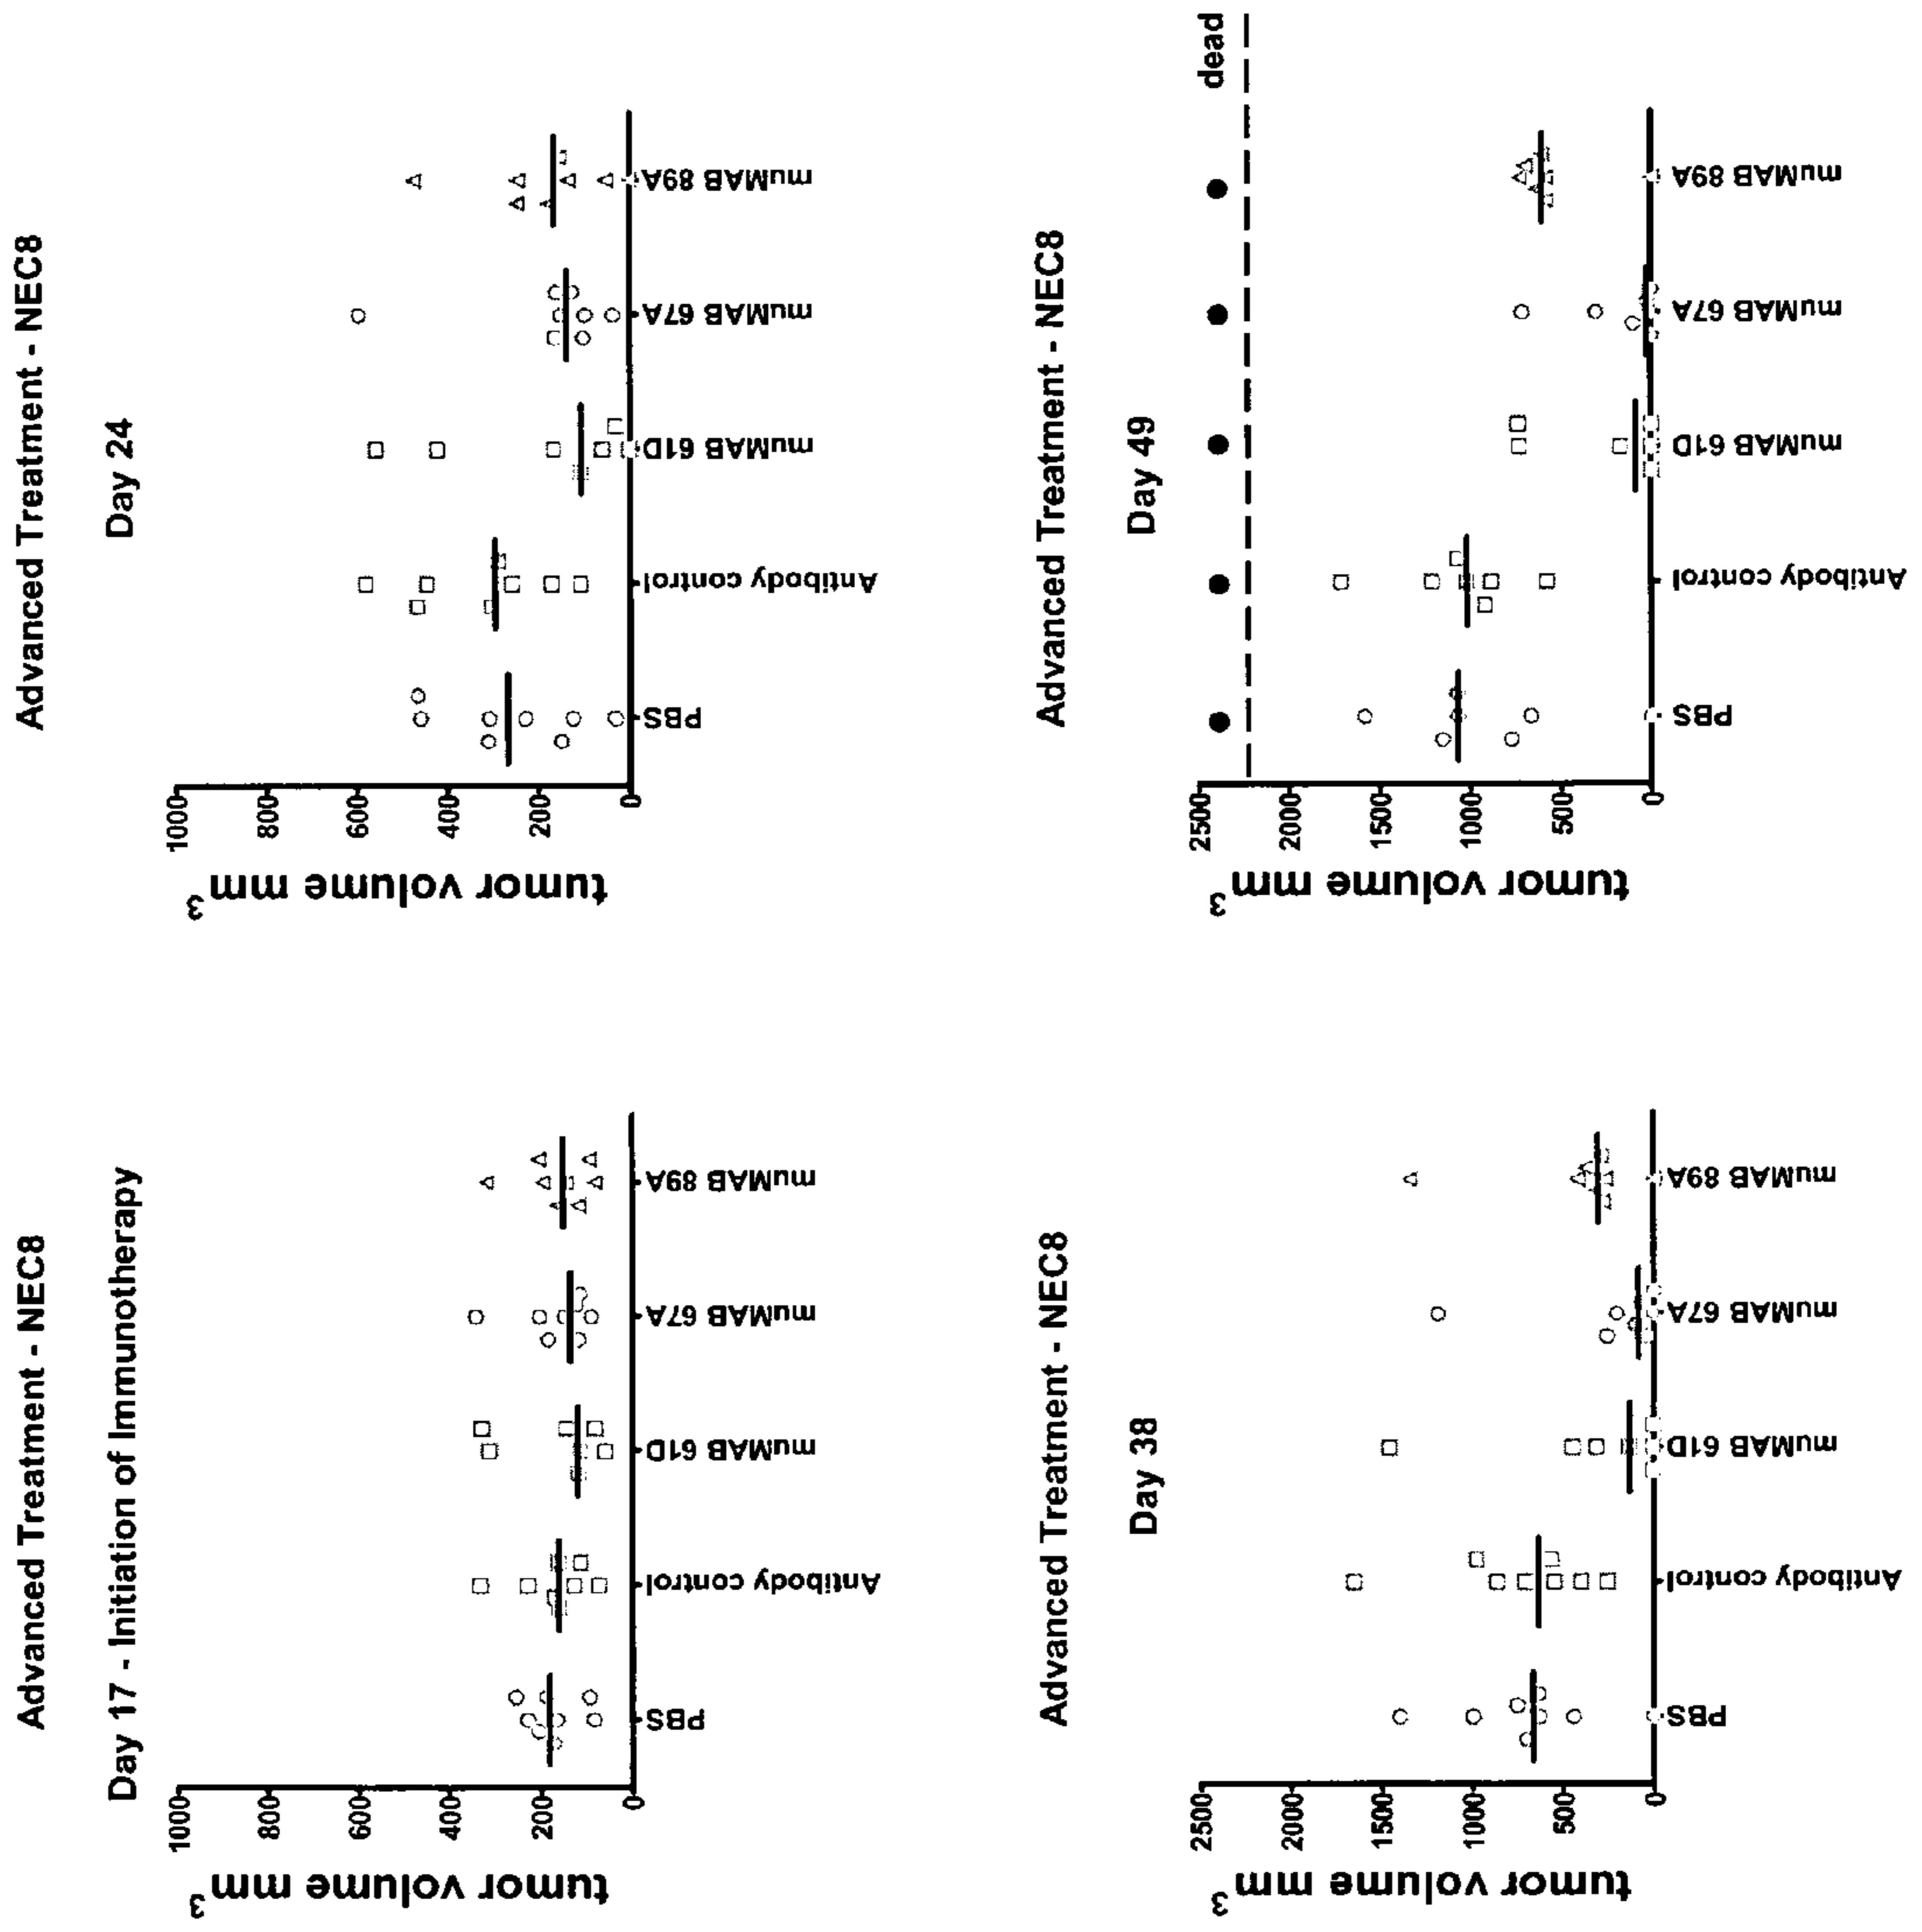 Advanced Treatment - NEC8
Day 17 - Initiation of Immunotherapy
tumor volume mm³
1000
800
600
400
200
0
PBS
Antibody control
muMAB 61D
muMAB 67A
muMAB 89A
Advanced Treatment - NEC8
Day 24
tumor volume mm³
1000
800
600
400
200
0
PBS
Antibody control
muMAB 61D
muMAB 67A
muMAB 89A
Advanced Treatment - NEC8
Day 38
tumor volume mm³
2500
2000
1500
1000
500
0
PBS
Antibody control
muMAB 61D
muMAB 67A
muMAB 89A
Advanced Treatment - NEC8
Day 49
tumor volume mm³
2500
2000
1500
1000
500
0
dead
PBS
Antibody control
muMAB 61D
muMAB 67A
muMAB 89A